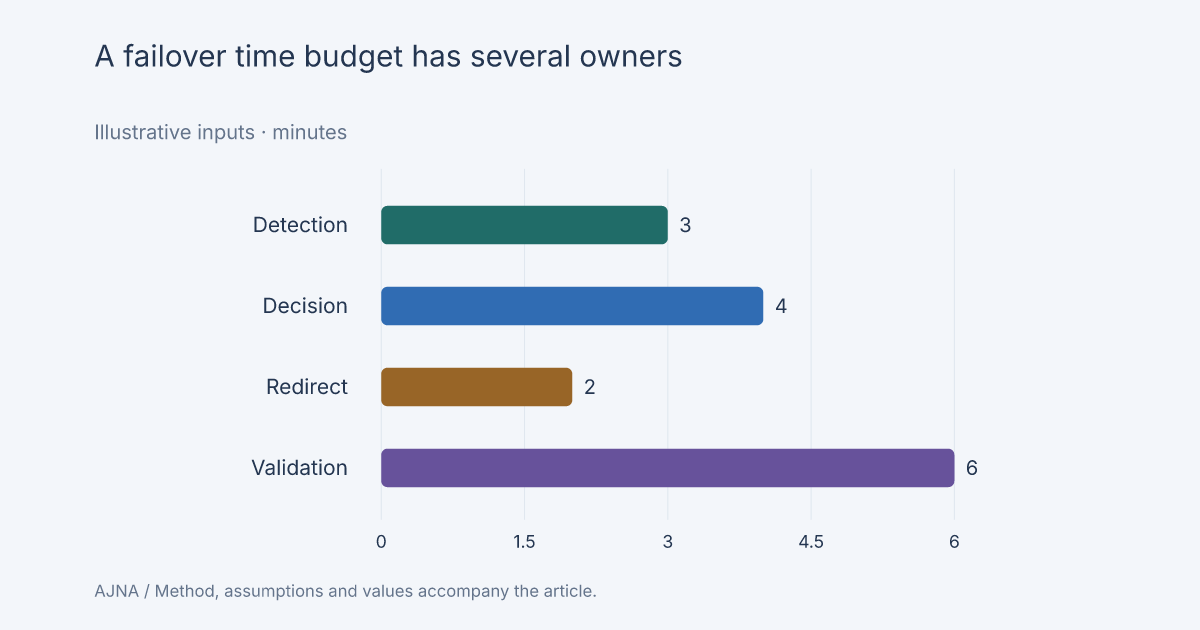 A failover time budget has several owners
Illustrative inputs · minutes
Detection 3
Decision 4
Redirect 2
Validation 6
0 1.5 3 4.5 6
AJNA / Method, assumptions and values accompany the article.